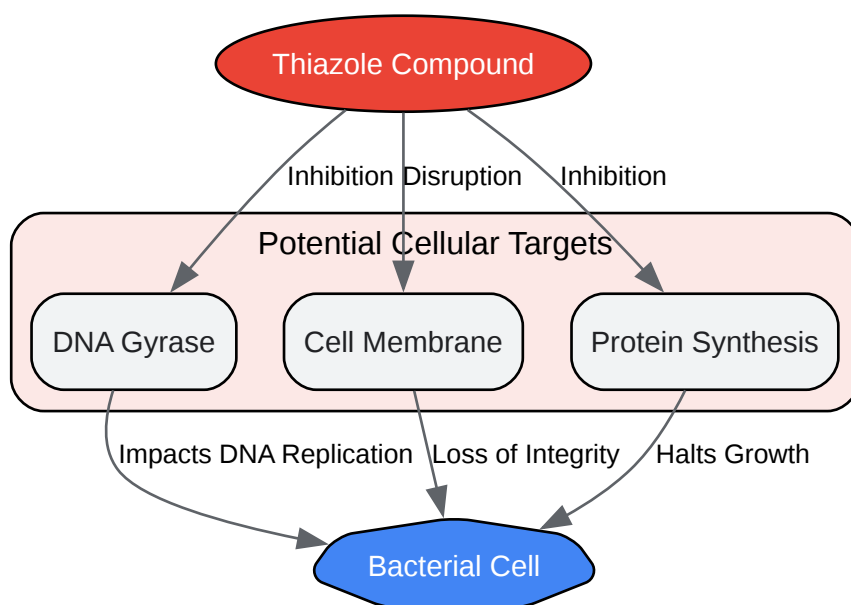 Thiazole Compound
Inhibition
Disruption
Inhibition
Potential Cellular Targets
DNA Gyrase
Cell Membrane
Protein Synthesis
Impacts DNA Replication
Loss of Integrity
Halts Growth
Bacterial Cell